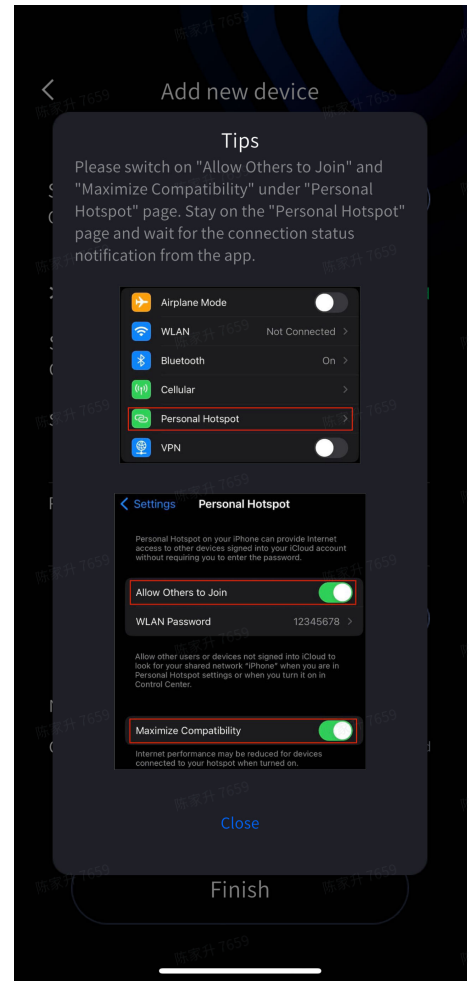 Add new device
Tips
Please switch on "Allow Others to Join" and
"Maximize Compatibility" under "Personal
Hotspot" page. Stay on the "Personal Hotspot"
page and wait for the connection status
notification from the app.
Airplane Mode
WLAN Not Connected
Bluetooth On
Cellular
Personal Hotspot
VPN
Settings Personal Hotspot
Personal Hotspot on your iPhone can provide Internet
access to other devices signed into your iCloud account
without requiring you to enter the password.
Allow Others to Join
WLAN Password 12345678
Allow other users or devices not signed into iCloud to
look for your shared network "iPhone" when you are in
Personal Hotspot settings or when you turn it on in
Control Center.
Maximize Compatibility
Internet performance may be reduced for devices
connected to your hotspot when turned on.
Close
Finish
陈家升 7659